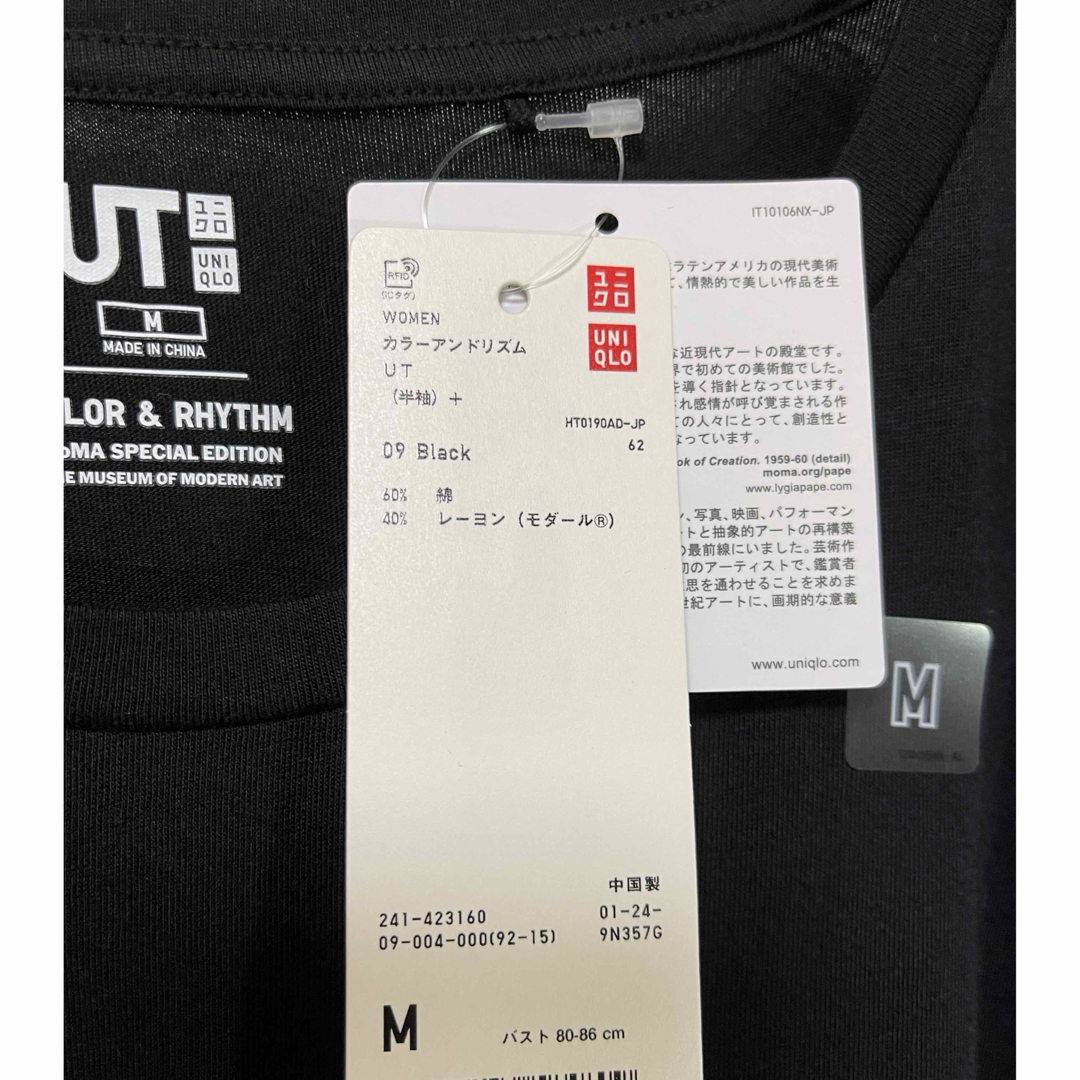 UT
ユニ
クロ
UNI
QLO
M
MADE IN CHINA
LOR & RHYTHM
MA SPECIAL EDITION
MUSEUM OF MODERN ART
RFID
(ICタグ)
WOMEN
カラーアンドリズム
UT
（半袖）＋
ユニ
クロ
UNI
QLO
HT0190AD-JP
62
09 Black
60% 綿
40% レーヨン（モダール®）
中国製
241-423160
01-24-
09-004-000(92-15)
9N357G
M
バスト 80-86 cm
IT10106NX-JP
ラテンアメリカの現代美術
、情熱的で美しい作品を生
近現代アートの殿堂です。
で初めての美術館でした。
導く指針となっています。
れ感情が呼び覚まされる作
の人々にとって、創造性と
なっています。
ok of Creation. 1959-60 (detail)
moma.org/pape
www.lygiapape.com
ン、写真、映画、パフォーマン
ートと抽象的アートの再構築
の最前線にいました。芸術作
初のアーティストで、鑑賞者
思を通わせることを求めま
世紀アートに、画期的な意義
www.uniqlo.com
M